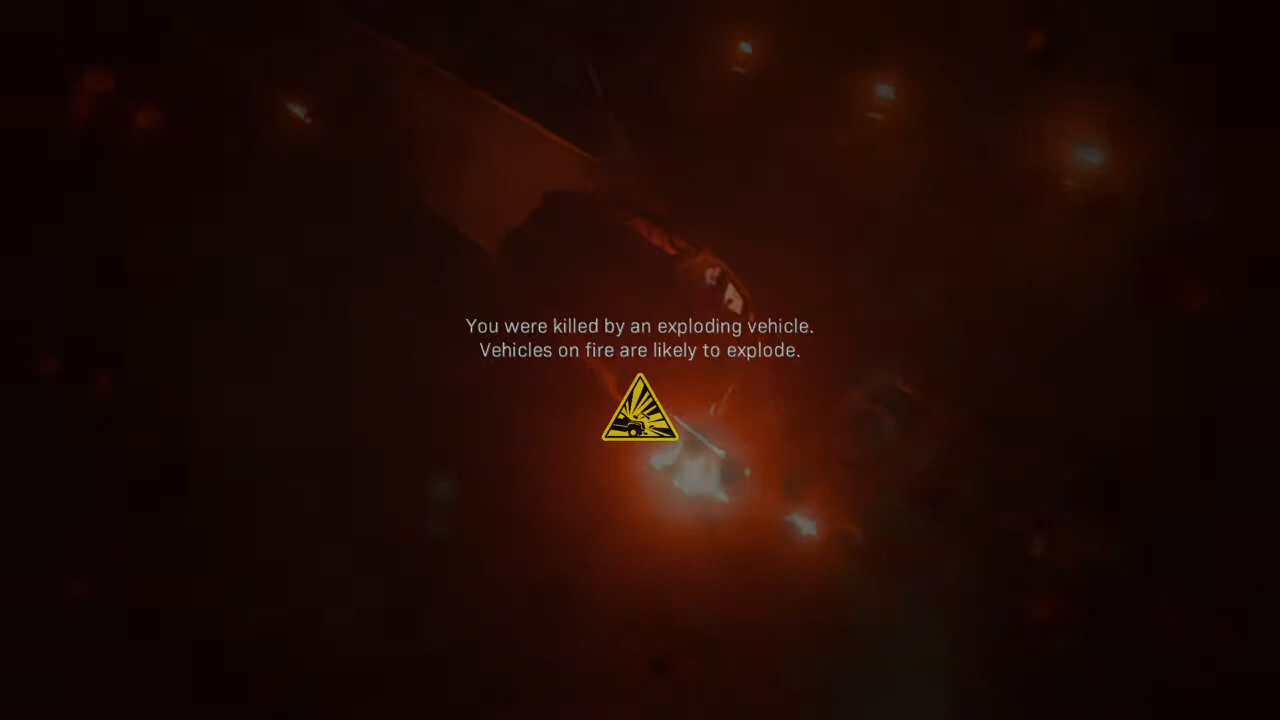 You were killed by an exploding vehicle.
Vehicles on fire are likely to explode.